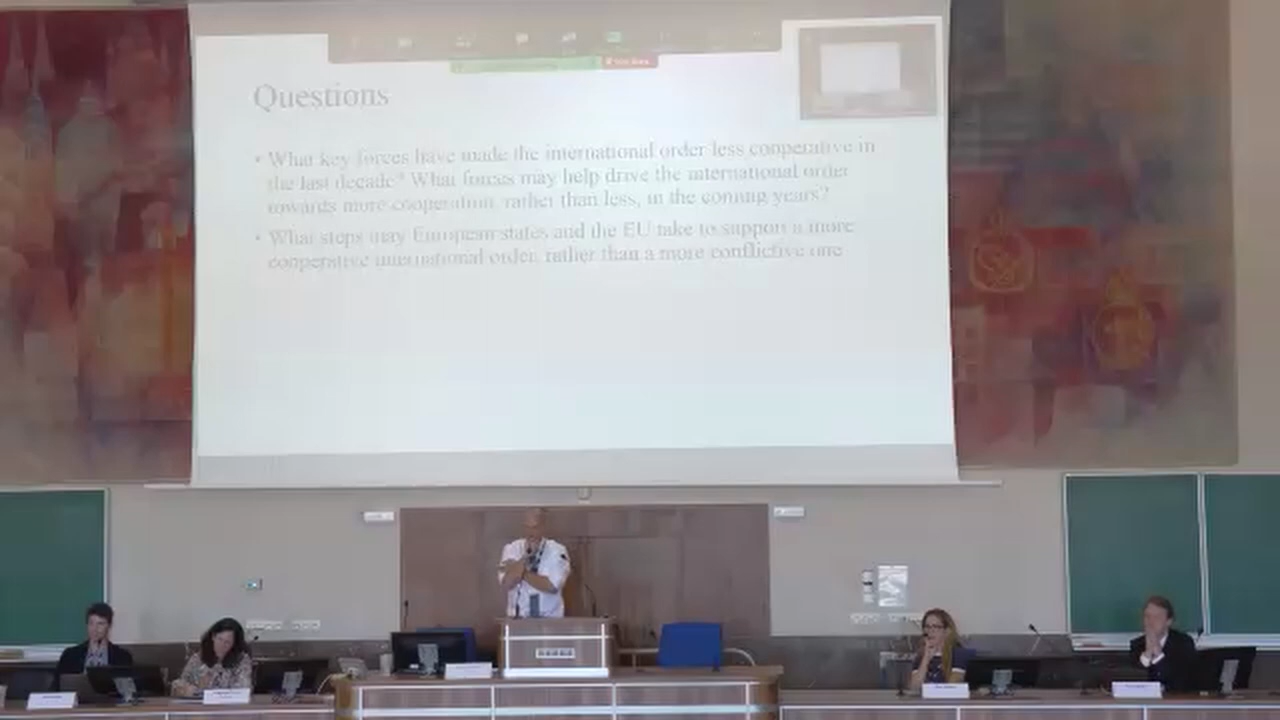 Questions
• What key forces have made the international order less cooperative in
the last decade? What forces may help drive the international order
towards more cooperation, rather than less, in the coming years?
• What steps may European states and the EU take to support a more
cooperative international order, rather than a more conflictive one